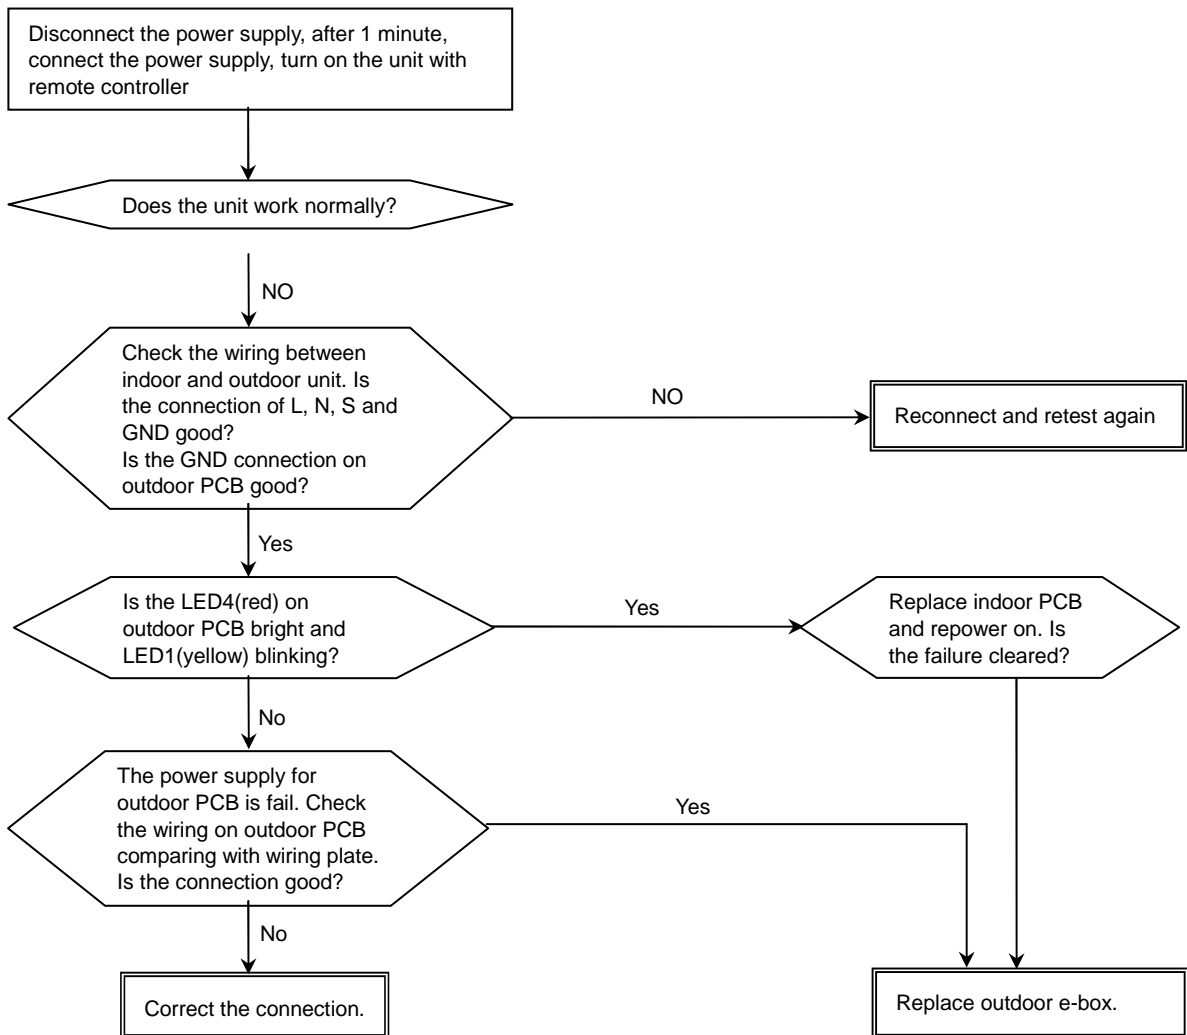 Disconnect the power supply, after 1 minute,
connect the power supply, turn on the unit with
remote controller
Does the unit work normally?
NO
Check the wiring between
indoor and outdoor unit. Is
the connection of L, N, S and
GND good?
Is the GND connection on
outdoor PCB good?
NO
Reconnect and retest again
Yes
Is the LED4(red) on
outdoor PCB bright and
LED1(yellow) blinking?
Yes
Replace indoor PCB
and repower on. Is
the failure cleared?
No
The power supply for
outdoor PCB is fail. Check
the wiring on outdoor PCB
comparing with wiring plate.
Is the connection good?
Yes
No
Correct the connection.
Replace outdoor e-box.